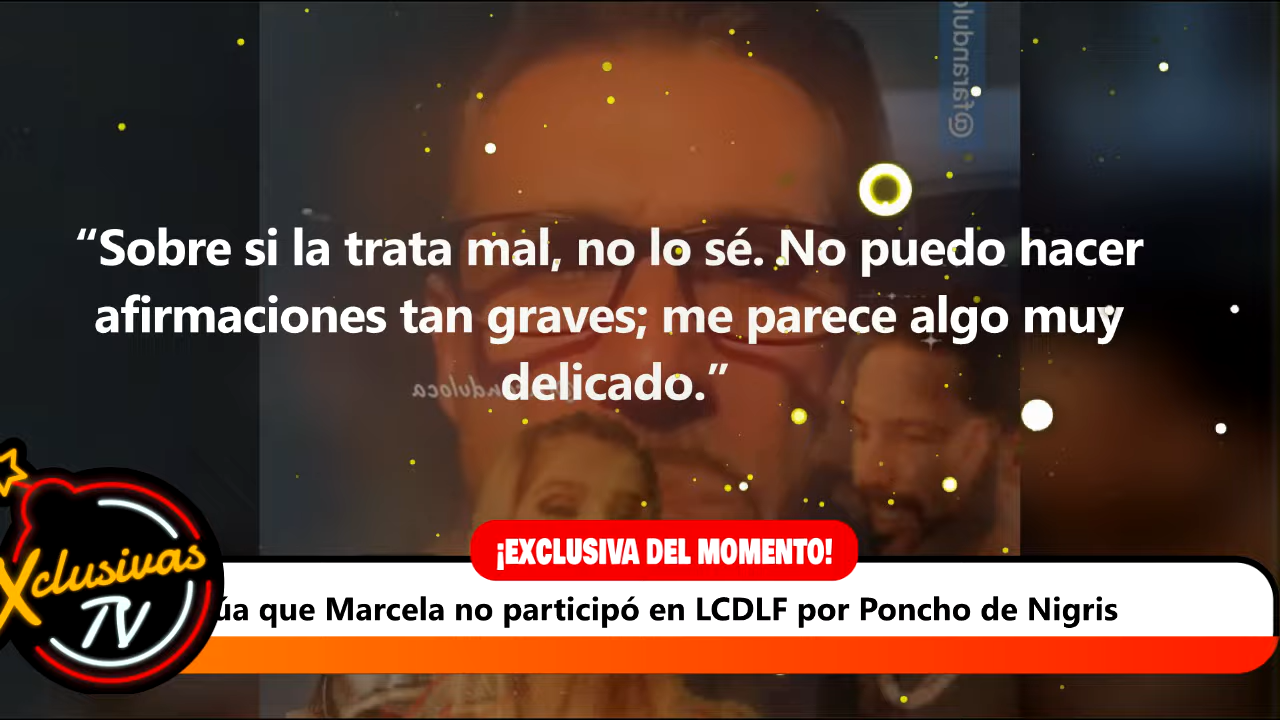 “Sobre si la trata mal, no lo sé. No puedo hacer
afirmaciones tan graves; me parece algo muy
delicado.”
¡EXCLUSIVA DEL MOMENTO!
úa que Marcela no participó en LCDLF por Poncho de Nigris
Xclusivas
TV